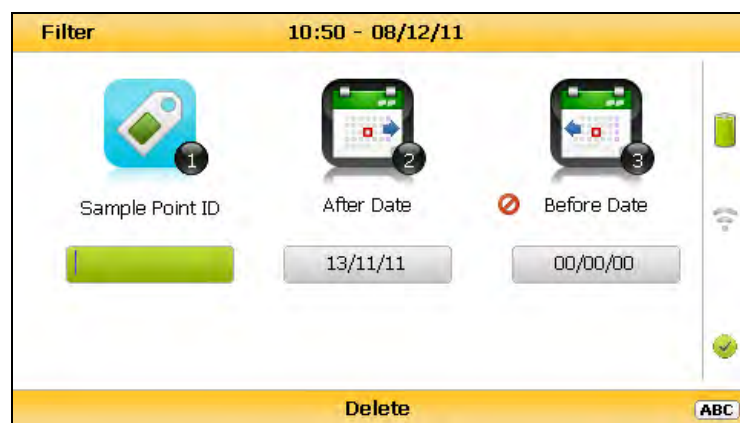 Filter 10:50 - 08/12/11
1 2 3
Sample Point ID After Date Before Date
13/11/11 00/00/00
Delete ABC